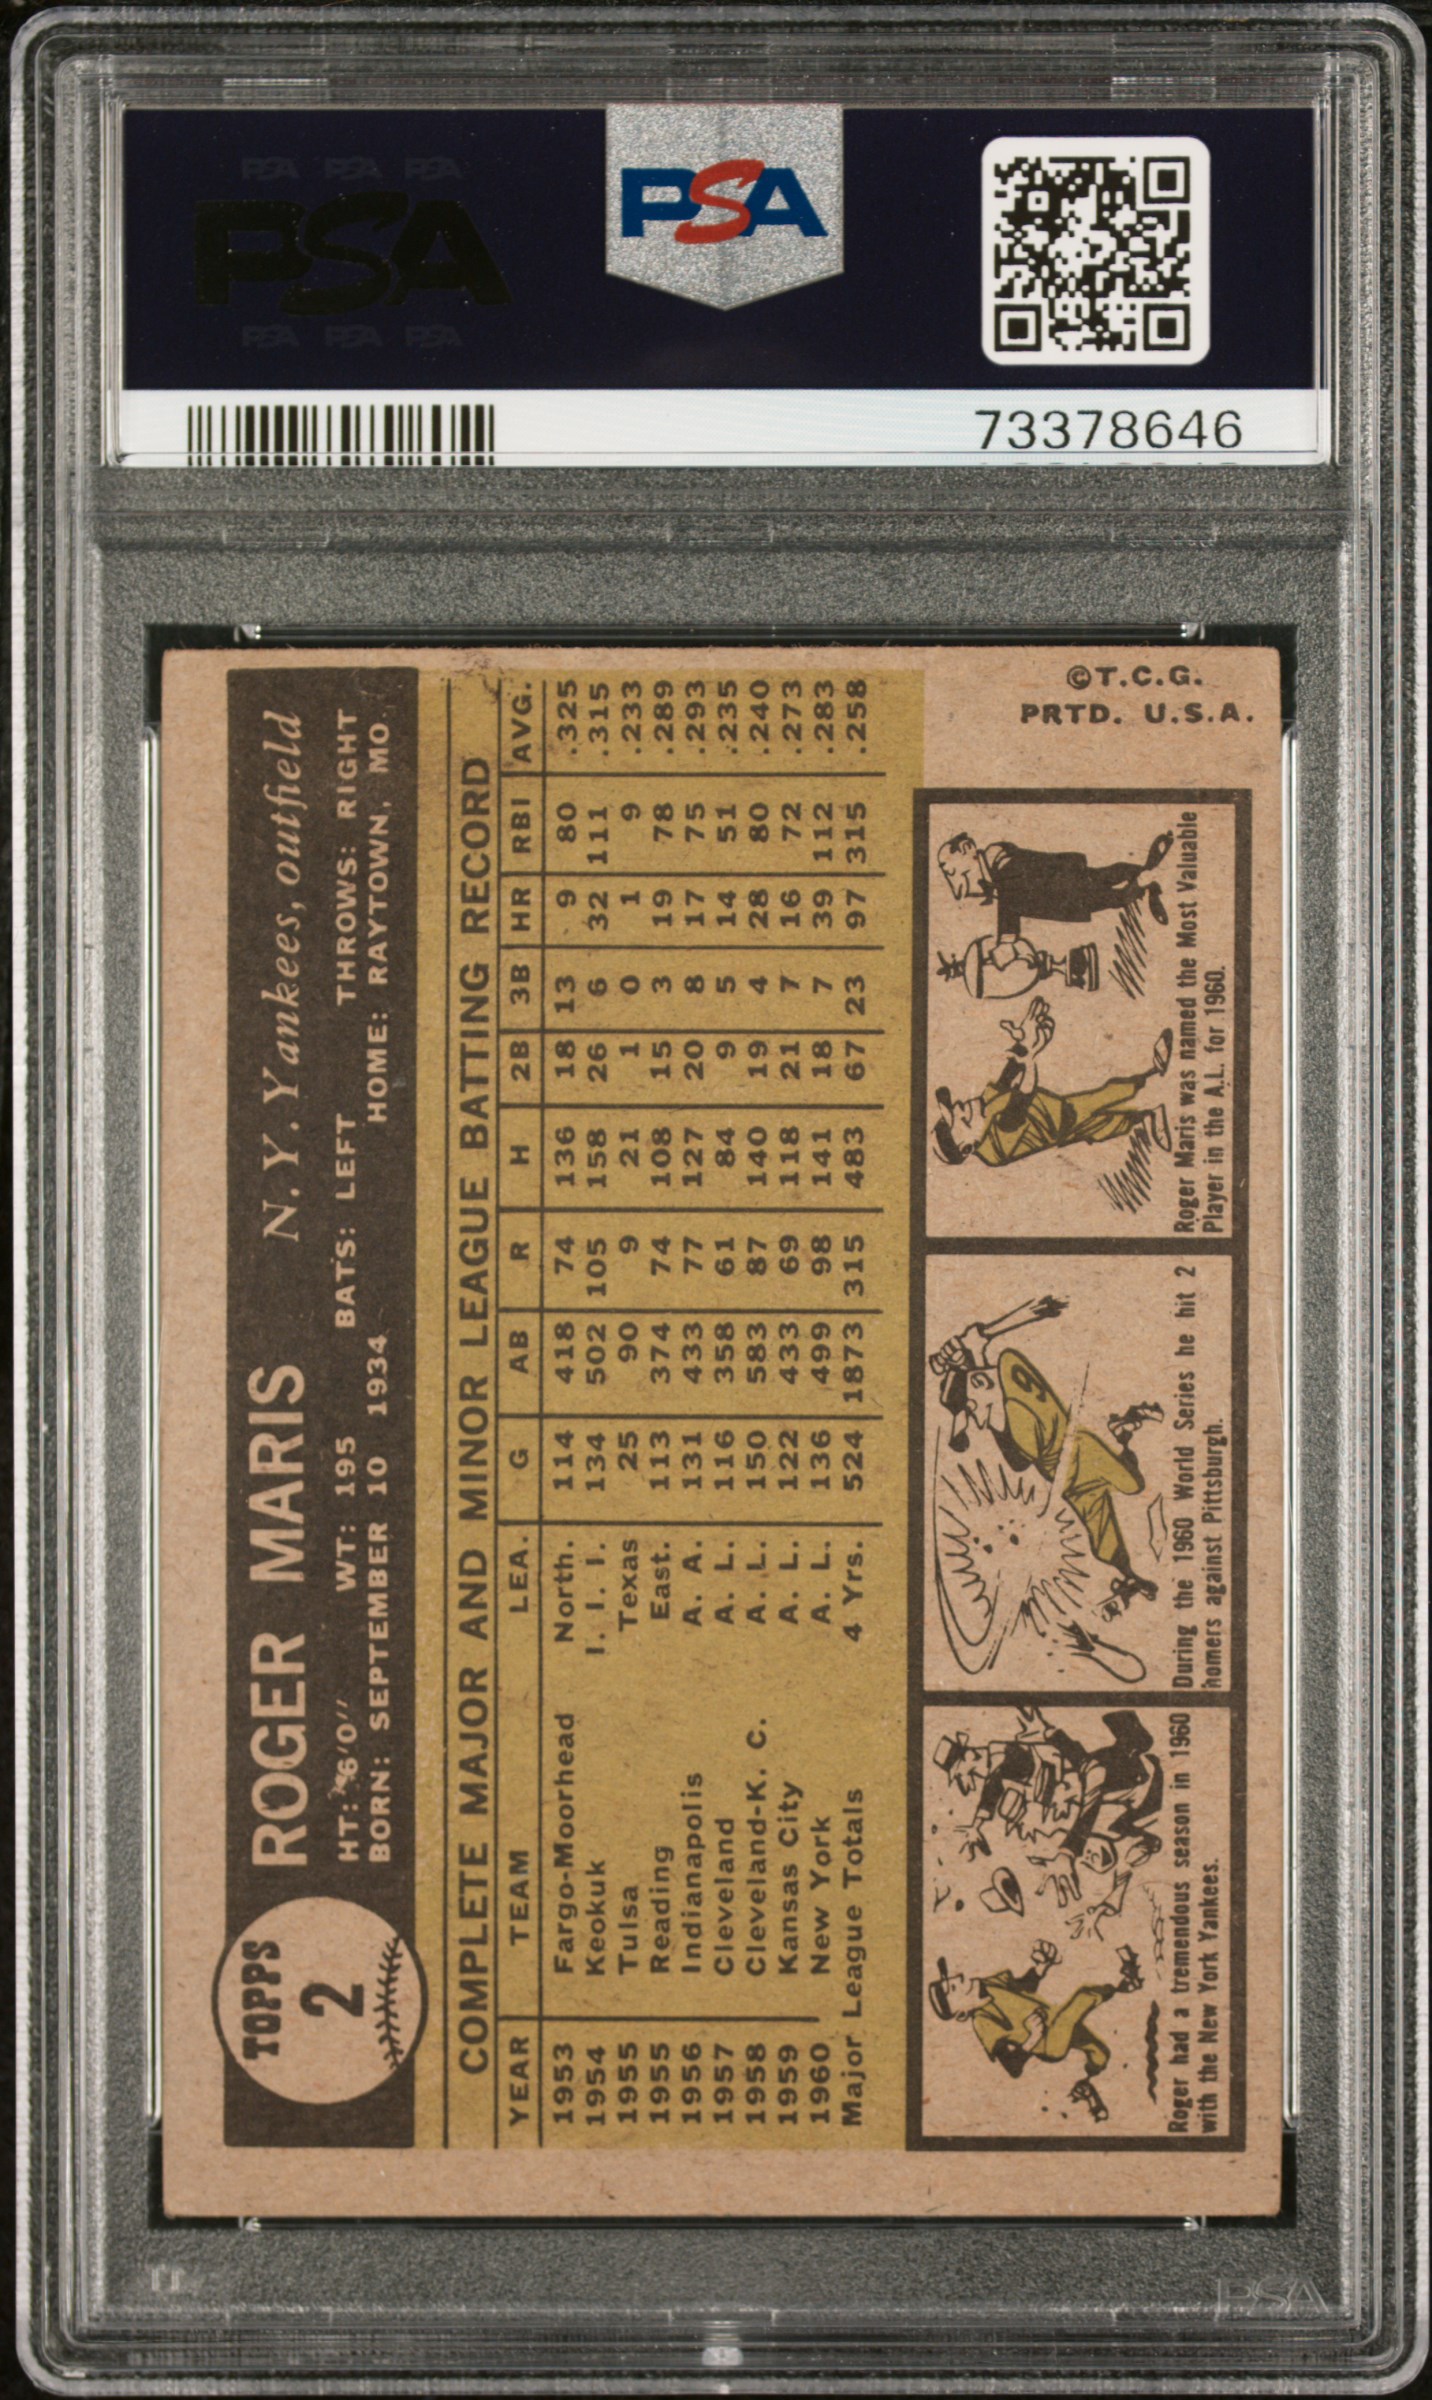 PSA PSA PSA
PSA
PSA PSA PSA
PSA
73378646
TOPPS
2
ROGER MARIS N. Y. Yankees, outfield
HT: 6'0" WT: 195 BATS: LEFT THROWS: RIGHT
BORN: SEPTEMBER 10 1934 HOME: RAYTOWN, MO.
COMPLETE MAJOR AND MINOR LEAGUE BATTING RECORD
YEAR TEAM LEA. G AB R H 2B 3B HR RBI AVG.
1953 Fargo-Moorhead North. 114 418 74 136 18 13 9 80 .325
1954 Keokuk I. I. I. 134 502 105 158 26 6 32 111 .315
1955 Tulsa Texas 25 90 9 21 1 0 1 9 .233
1955 Reading East. 113 374 74 108 15 3 19 78 .289
1956 Indianapolis A. A. 131 433 77 127 20 8 17 75 .293
1957 Cleveland A. L. 116 358 61 84 9 5 14 51 .235
1958 Cleveland-K. C. A. L. 150 583 87 140 19 4 28 80 .240
1959 Kansas City A. L. 122 433 69 118 21 7 16 72 .273
1960 New York A. L. 136 499 98 141 18 7 39 112 .283
Major League Totals 4 Yrs. 524 1873 315 483 67 23 97 315 .258
Roger had a tremendous season in 1960
with the New York Yankees.
9
During the 1960 World Series he hit 2
homers against Pittsburgh.
Roger Maris was named the Most Valuable
Player in the A.L. for 1960.
©T.C.G.
PRTD. U.S.A.
PSA